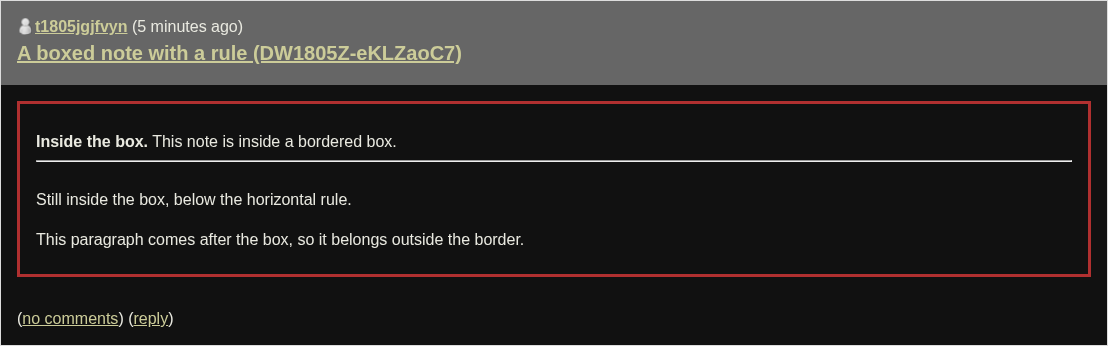 t1805jgjfvyn (5 minutes ago)
A boxed note with a rule (DW1805Z-eKLZaoC7)
Inside the box. This note is inside a bordered box.
Still inside the box, below the horizontal rule.
This paragraph comes after the box, so it belongs outside the border.
(no comments) (reply)